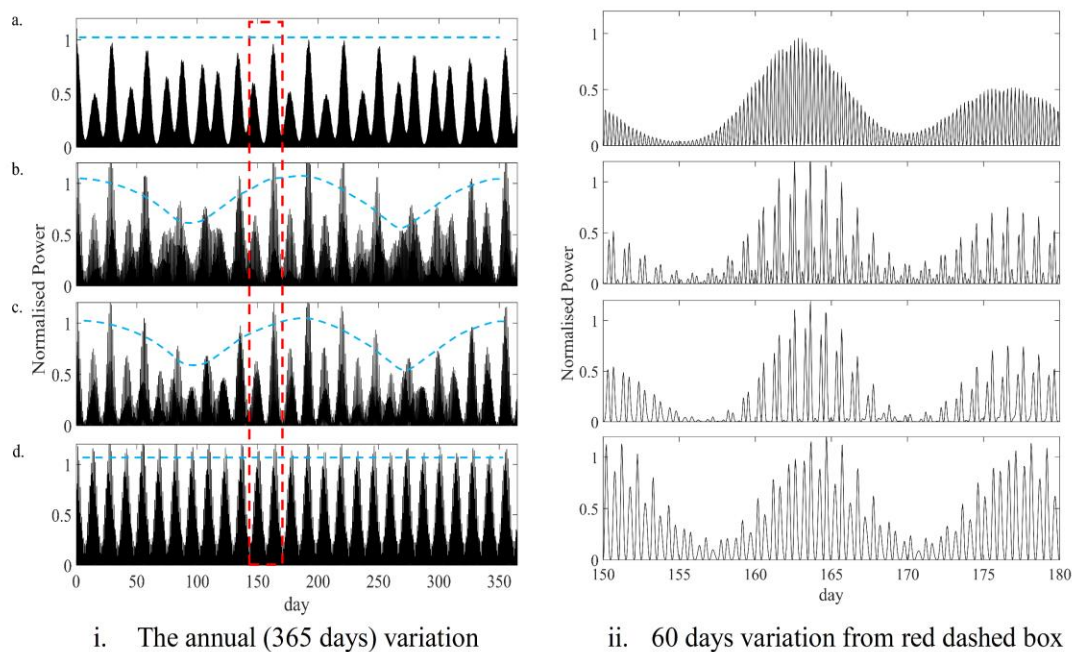 a.
1
0.5
0
b.
1
0.5
0
c.
1
0.5
0
d.
1
0.5
0
Normalised Power
0 50 100 150 200 250 300 350
day
i. The annual (365 days) variation
1
0.5
0
1
0.5
0
1
0.5
0
1
0.5
0
Normalised Power
150 155 160 165 170 175 180
day
ii. 60 days variation from red dashed box